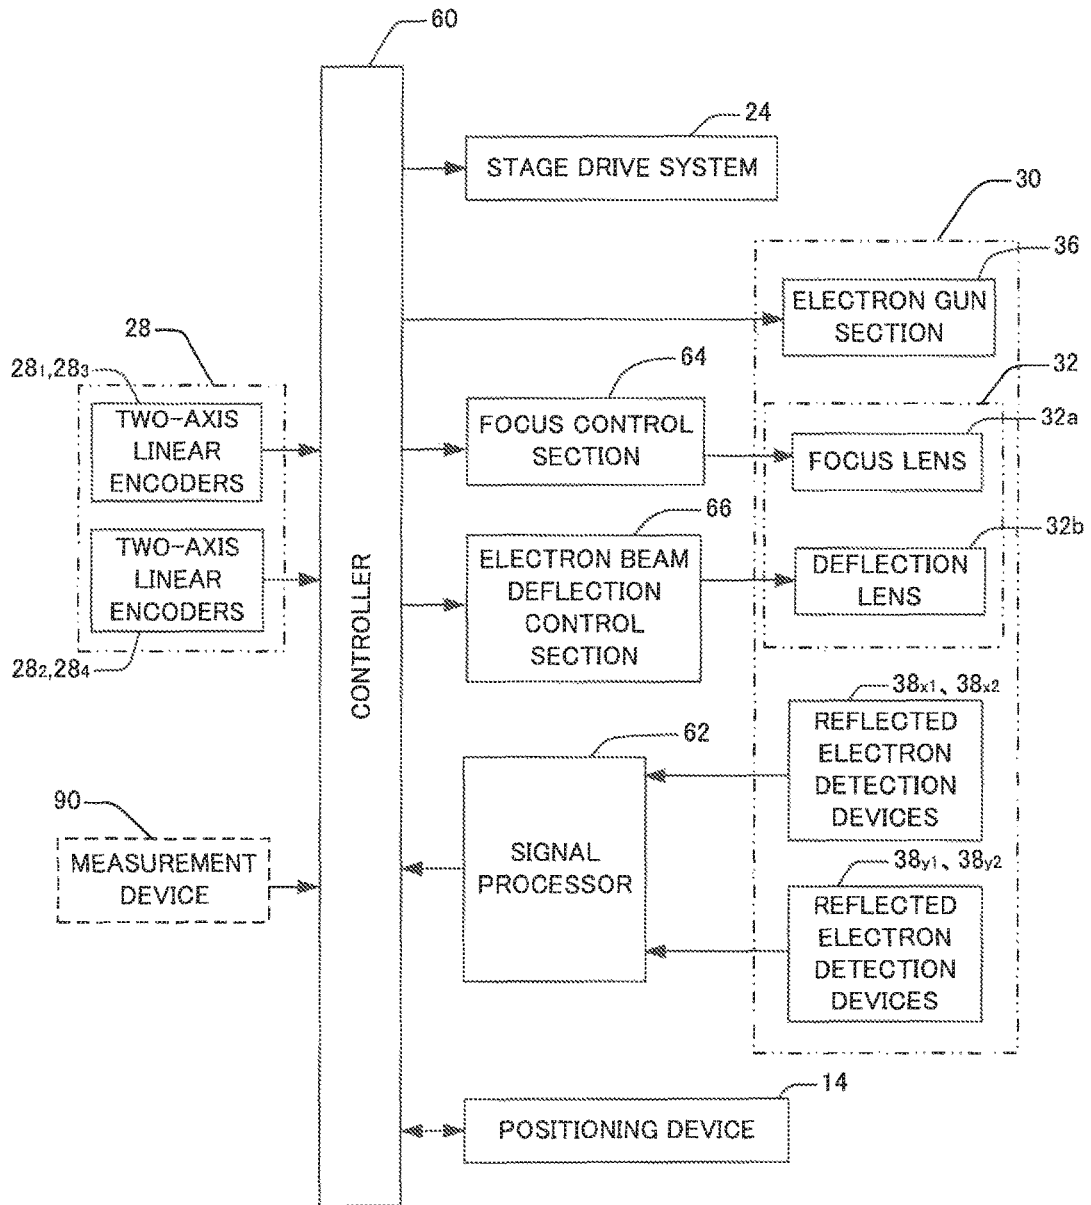 60
24
STAGE DRIVE SYSTEM
30
36
ELECTRON GUN
SECTION
28
28₁,28₃
TWO-AXIS
LINEAR
ENCODERS
64
FOCUS CONTROL
SECTION
32
32a
FOCUS LENS
66
ELECTRON BEAM
DEFLECTION
CONTROL
SECTION
32b
DEFLECTION
LENS
TWO-AXIS
LINEAR
ENCODERS
28₂,28₄
CONTROLLER
38x1、38x2
REFLECTED
ELECTRON
DETECTION
DEVICES
62
SIGNAL
PROCESSOR
90
MEASUREMENT
DEVICE
38y1、38y2
REFLECTED
ELECTRON
DETECTION
DEVICES
14
POSITIONING DEVICE